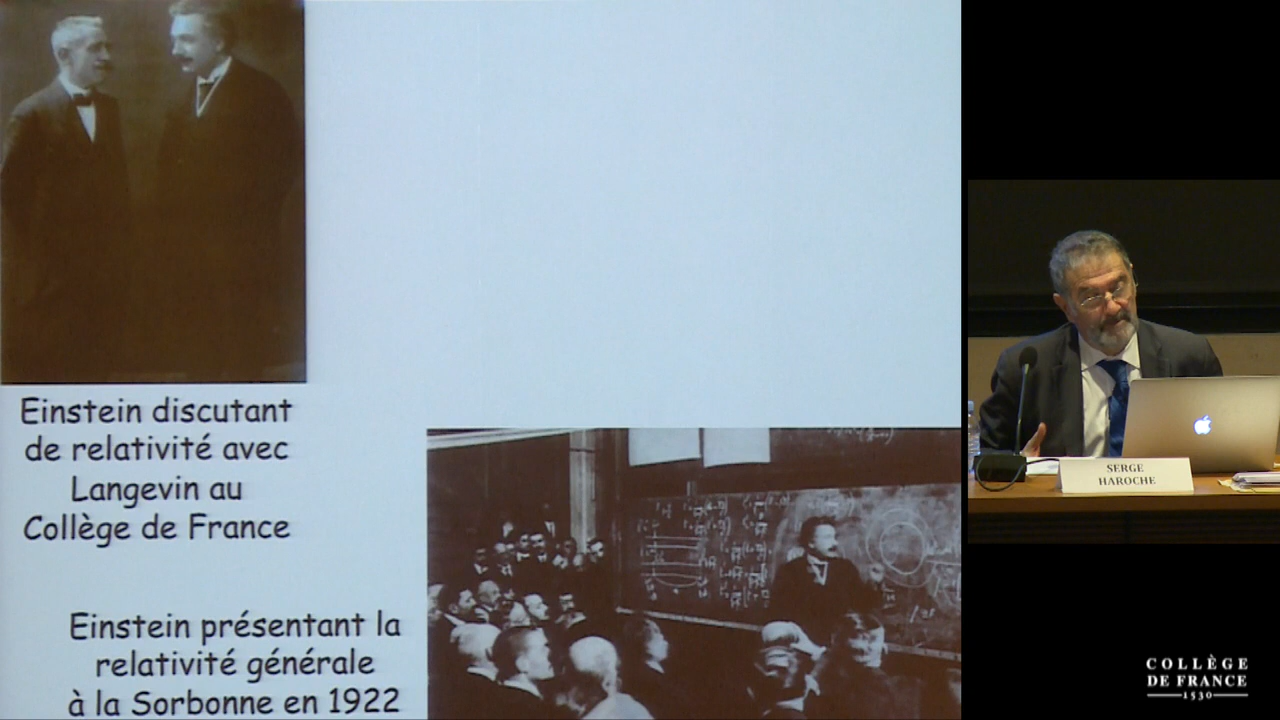 Einstein discutant
de relativité avec
Langevin au
Collège de France
Einstein présentant la
relativité générale
à la Sorbonne en 1922
SERGE
HAROCHE
COLLÈGE
DE FRANCE
1530